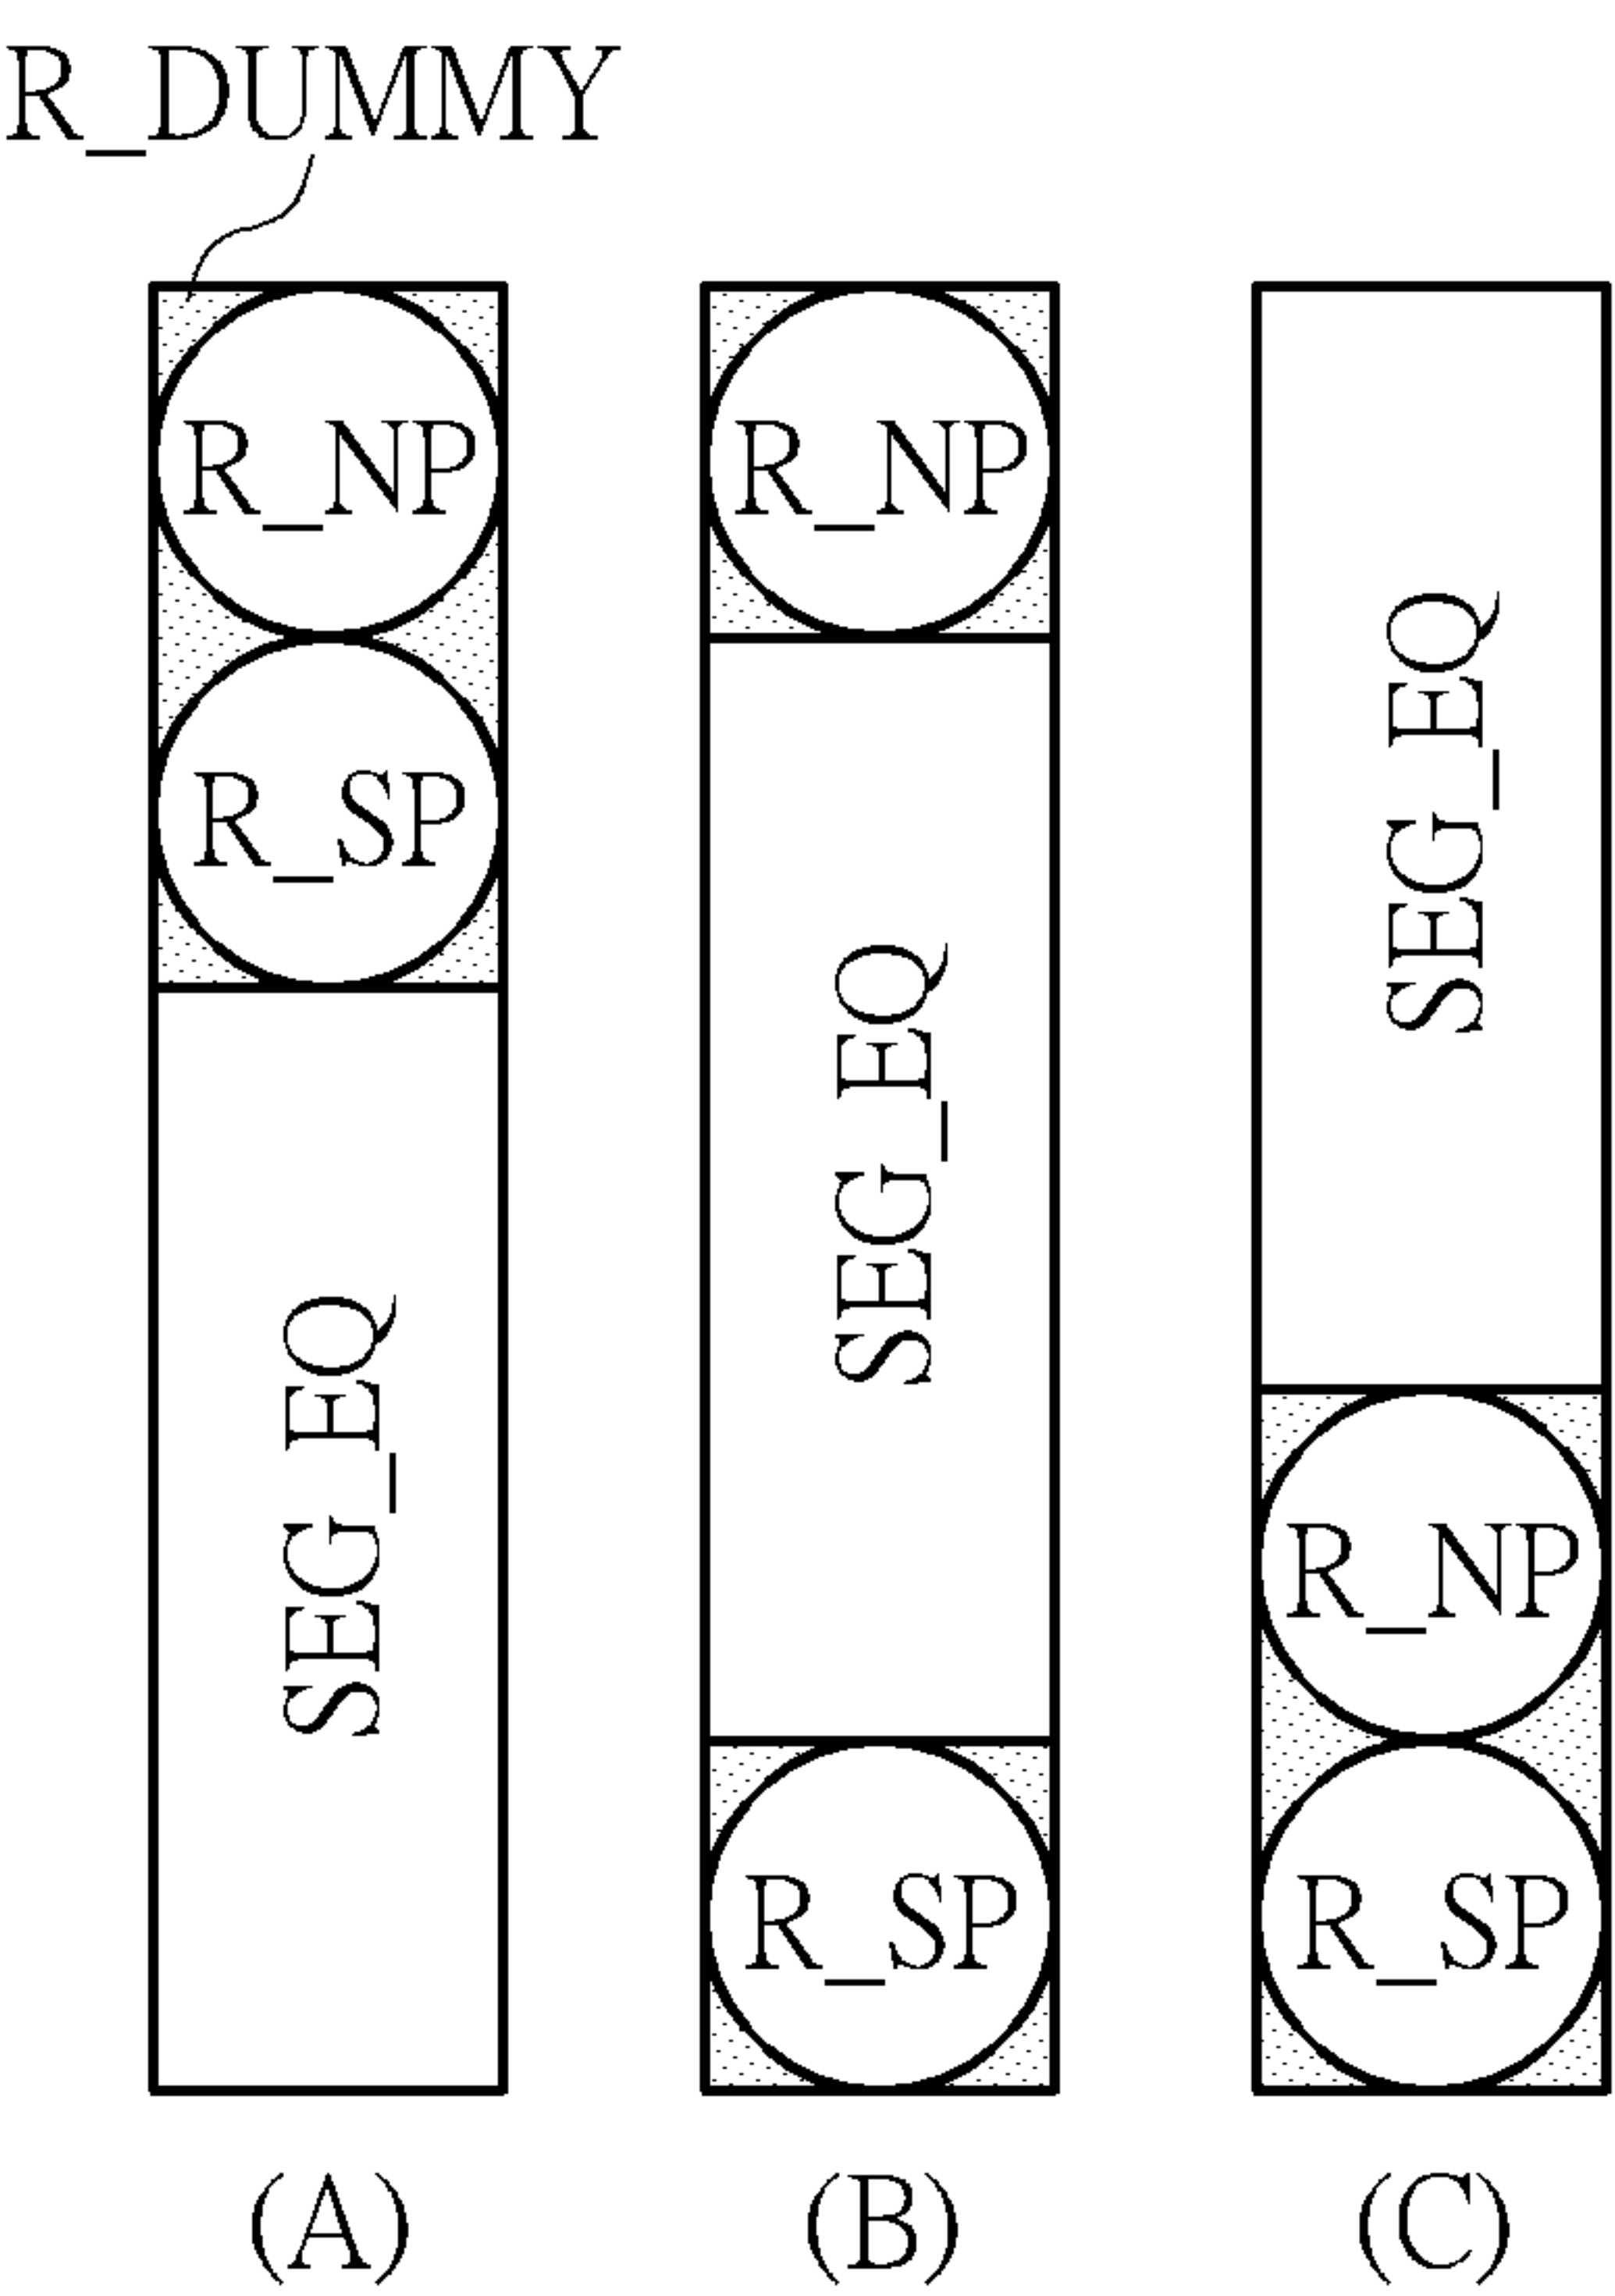 R_DUMMY
R_NP
R_SP
SEG_EQ
(A)
R_NP
SEG_EQ
R_SP
(B)
SEG_EQ
R_NP
R_SP
(C)